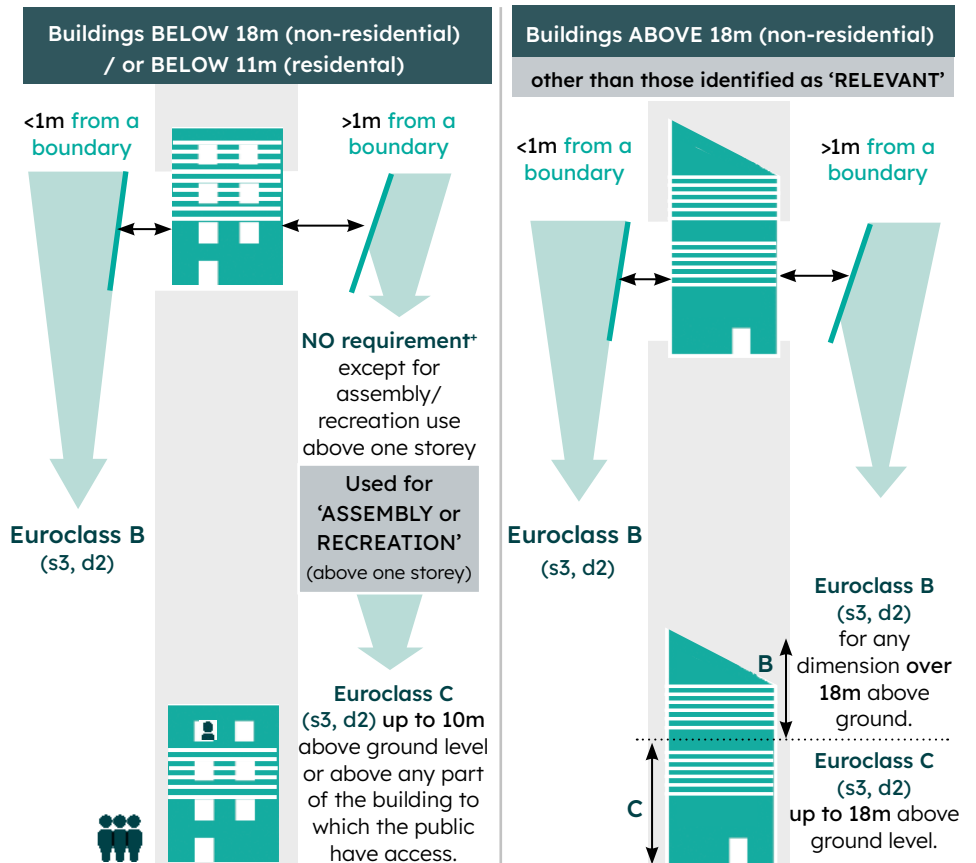 Buildings BELOW 18m (non-residential)
/ or BELOW 11m (residental)
<1m from a
boundary
>1m from a
boundary
NO requirement⁺
except for
assembly/
recreation use
above one storey
Used for
‘ASSEMBLY or
RECREATION’
(above one storey)
Euroclass B
(s3, d2)
Euroclass C
(s3, d2) up to 10m
above ground level
or above any part
of the building to
which the public
have access.
Buildings ABOVE 18m (non-residential)
other than those identified as ‘RELEVANT’
<1m from a
boundary
>1m from a
boundary
Euroclass B
(s3, d2)
Euroclass B
(s3, d2)
for any
dimension over
18m above
ground.
B
Euroclass C
(s3, d2)
up to 18m above
ground level.
C